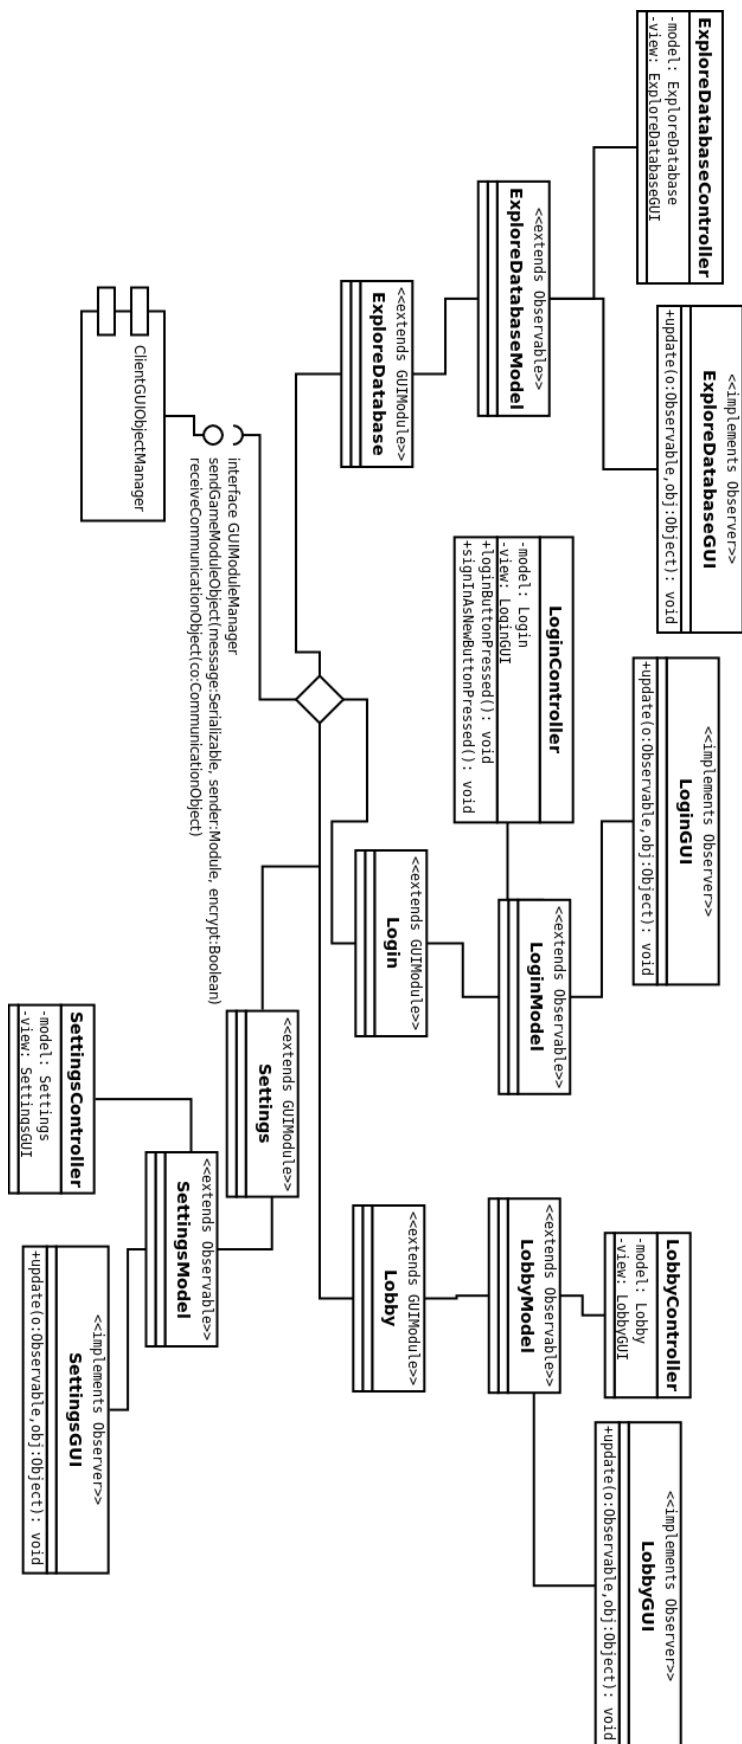 ExploreDatabaseController
-model: ExploreDatabase
-view: ExploreDatabaseGUI
<<implements Observer>>
ExploreDatabaseGUI
+update(o:Observable,obj:Object): void
<<implements Observer>>
LoginGUI
+update(o:Observable,obj:Object): void
LobbyController
-model: Lobby
-view: LobbyGUI
<<implements Observer>>
LobbyGUI
+update(o:Observable,obj:Object): void
<<extends Observable>>
ExploreDatabaseModel
LoginController
-model: Login
-view: LoginGUI
+loginButtonPressed(): void
+signInAsNewButtonPressed(): void
<<extends Observable>>
LoginModel
<<extends Observable>>
LobbyModel
<<extends GUIModule>>
ExploreDatabase
<<extends GUIModule>>
Login
<<extends GUIModule>>
Lobby
<<extends GUIModule>>
Settings
interface GUIModuleManager
sendGameModuleObject(message:Serializable, sender:Module, encrypt:Boolean)
receiveCommunicationObject(co:CommunicationObject)
<<extends Observable>>
SettingsModel
ClientGUIObjectManager
SettingsController
-model: Settings
-view: SettingsGUI
<<implements Observer>>
SettingsGUI
+update(o:Observable,obj:Object): void